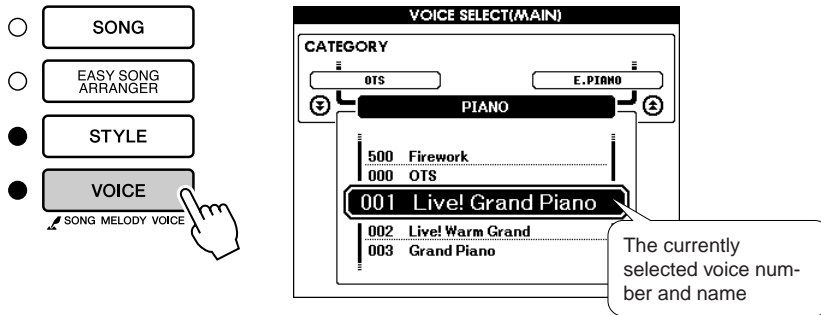 SONG
EASY SONG
ARRANGER
STYLE
VOICE
SONG MELODY VOICE
VOICE SELECT(MAIN)
CATEGORY
OTS
E.PIANO
PIANO
500 Firework
000 OTS
001 Live! Grand Piano
002 Live! Warm Grand
003 Grand Piano
The currently
selected voice num-
ber and name